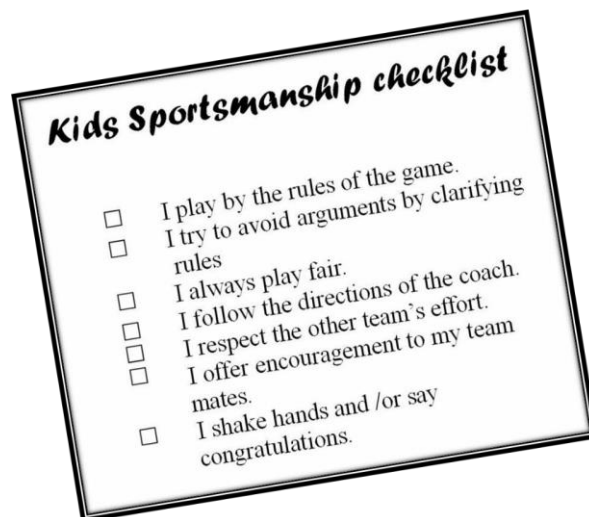 Kids Sportsmanship checklist
I play by the rules of the game.
I try to avoid arguments by clarifying
rules
I always play fair.
I follow the directions of the coach.
I respect the other team`s effort.
I offer encouragement to my team
mates.
I shake hands and /or say
congratulations.